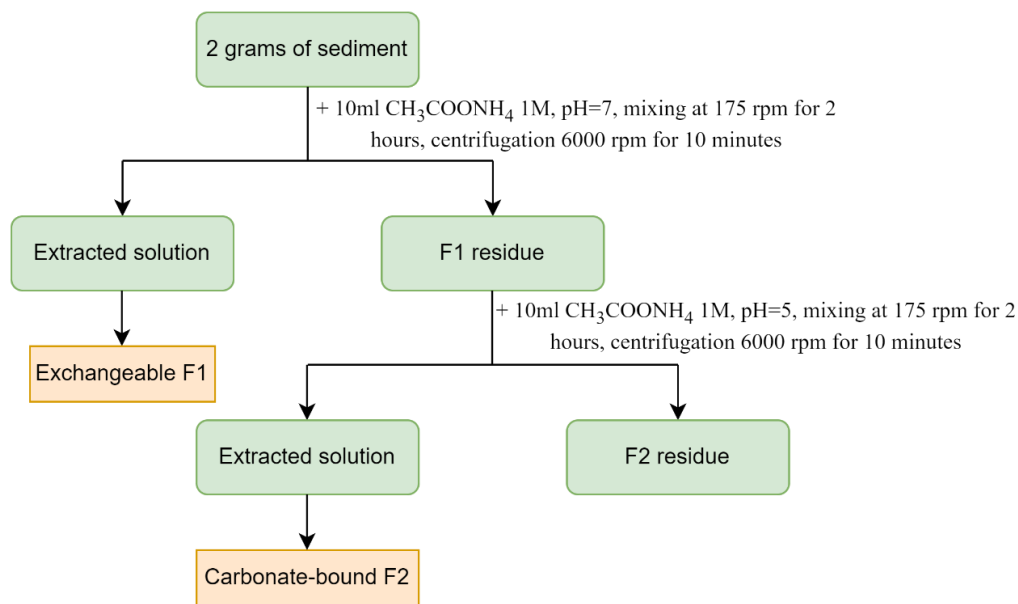 2 grams of sediment
+ 10ml CH₃COONH₄ 1M, pH=7, mixing at 175 rpm for 2
hours, centrifugation 6000 rpm for 10 minutes
Extracted solution
F1 residue
+ 10ml CH₃COONH₄ 1M, pH=5, mixing at 175 rpm for 2
hours, centrifugation 6000 rpm for 10 minutes
Exchangeable F1
Extracted solution
F2 residue
Carbonate-bound F2